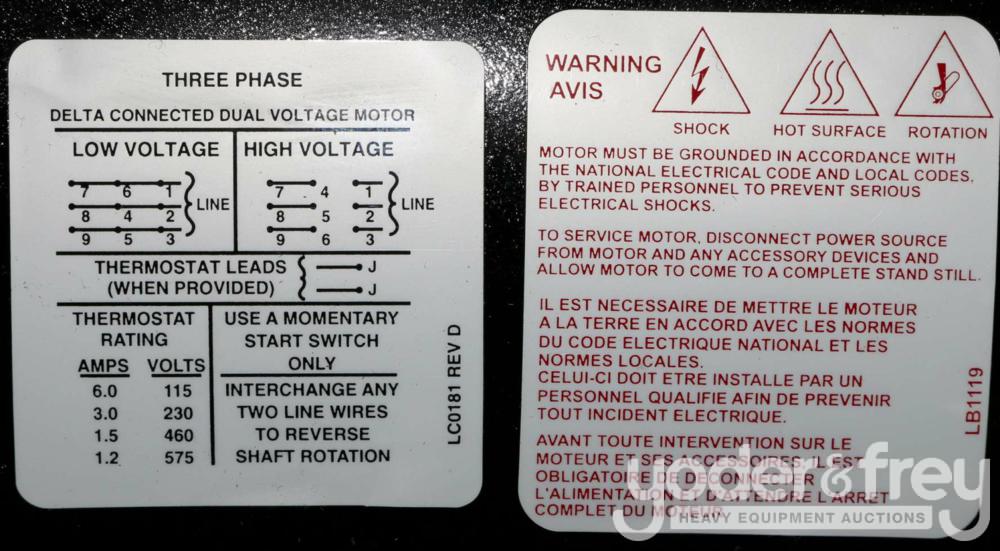 THREE PHASE
DELTA CONNECTED DUAL VOLTAGE MOTOR
LOW VOLTAGE HIGH VOLTAGE
7 6 1 7 4 1
8 4 2 LINE 8 5 2 LINE
9 5 3 9 6 3
THERMOSTAT LEADS J
(WHEN PROVIDED) J
THERMOSTAT
RATING
AMPS VOLTS
6.0 115
3.0 230
1.5 460
1.2 575
USE A MOMENTARY
START SWITCH
ONLY
INTERCHANGE ANY
TWO LINE WIRES
TO REVERSE
SHAFT ROTATION
LC0181 REV D
WARNING
AVIS
SHOCK HOT SURFACE ROTATION
MOTOR MUST BE GROUNDED IN ACCORDANCE WITH
THE NATIONAL ELECTRICAL CODE AND LOCAL CODES,
BY TRAINED PERSONNEL TO PREVENT SERIOUS
ELECTRICAL SHOCKS.
TO SERVICE MOTOR, DISCONNECT POWER SOURCE
FROM MOTOR AND ANY ACCESSORY DEVICES AND
ALLOW MOTOR TO COME TO A COMPLETE STAND STILL.
IL EST NECESSAIRE DE METTRE LE MOTEUR
A LA TERRE EN ACCORD AVEC LES NORMES
DU CODE ELECTRIQUE NATIONAL ET LES
NORMES LOCALES.
CELUI-CI DOIT ETRE INSTALLE PAR UN
PERSONNEL QUALIFIE AFIN DE PREVENIR
TOUT INCIDENT ELECTRIQUE.
AVANT TOUTE INTERVENTION SUR LE
MOTEUR ET SES ACCESSOIRES, IL EST
OBLIGATOIRE DE DECONNECTER
L'ALIMENTATION ET D'ATTENDRE L'ARRET
COMPLET DU MOTEUR.
LB1119
yoder&frey
HEAVY EQUIPMENT AUCTIONS